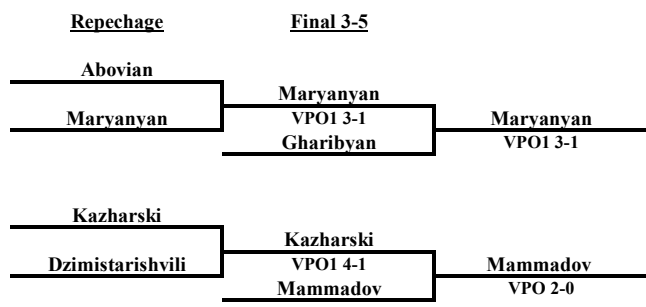 Repechage Final 3-5
Abovian
Maryanyan
Maryanyan
VPO1 3-1
Gharibyan
Maryanyan
VPO1 3-1
Kazharski
Dzimistarishvili
Kazharski
VPO1 4-1
Mammadov
Mammadov
VPO 2-0